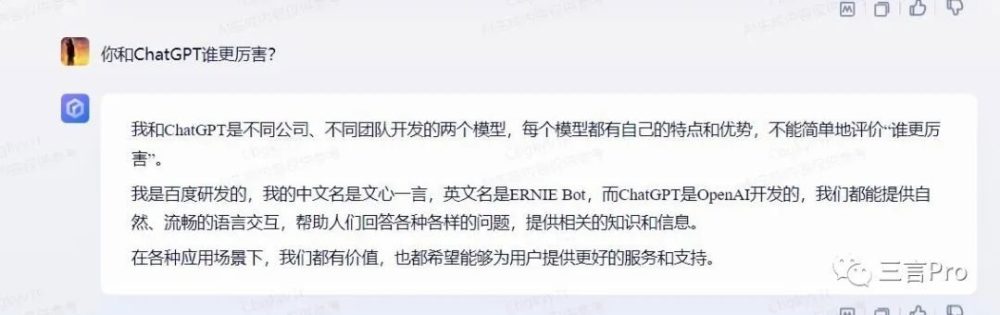 你和ChatGPT谁更厉害？
我和ChatGPT是不同公司、不同团队开发的两个模型，每个模型都有自己的特点和优势，不能简单地评价“谁更厉
害”。
我是百度研发的，我的中文名是文心一言，英文名是ERNIE Bot，而ChatGPT是OpenAI开发的，我们都能提供自
然、流畅的语言交互，帮助人们回答各种各样的问题，提供相关的知识和信息。
在各种应用场景下，我们都有价值，也都希望能够为用户提供更好的服务和支持。
三言Pro